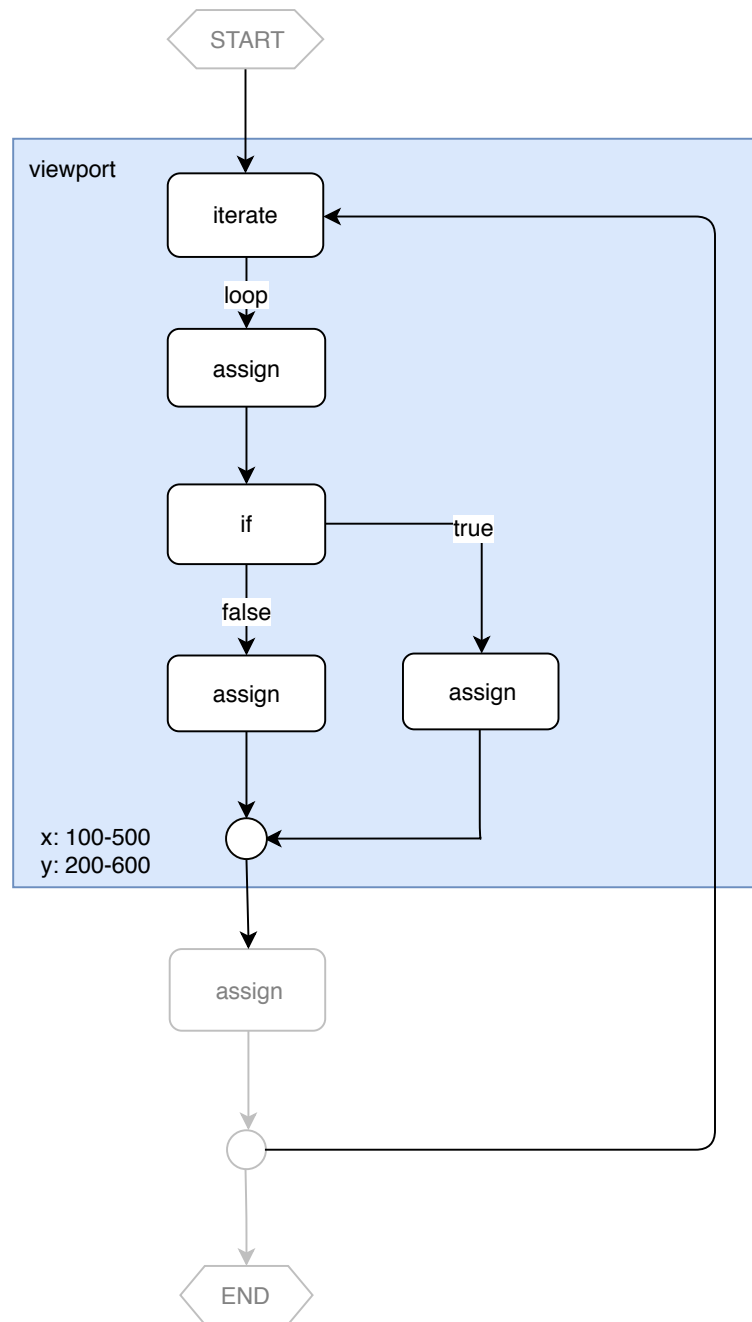 START
viewport
iterate
loop
assign
if
true
false
assign
assign
x: 100-500
y: 200-600
assign
END